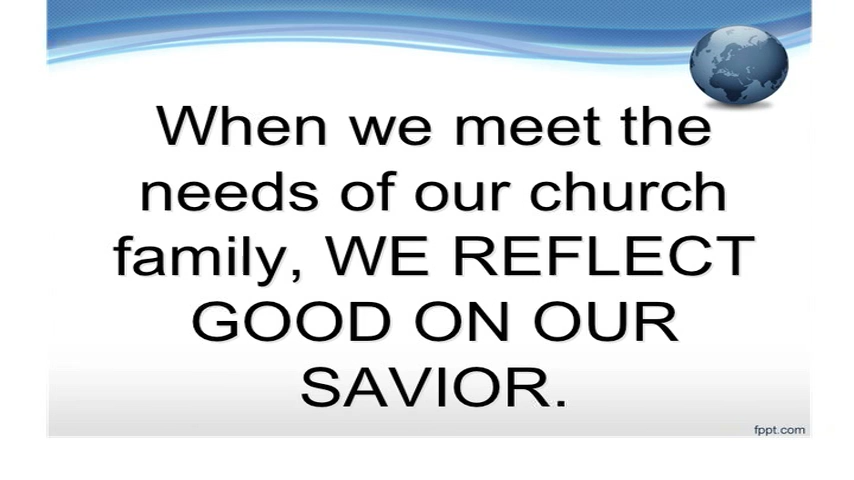 When we meet the
needs of our church
family, WE REFLECT
GOOD ON OUR
SAVIOR.
fppt.com